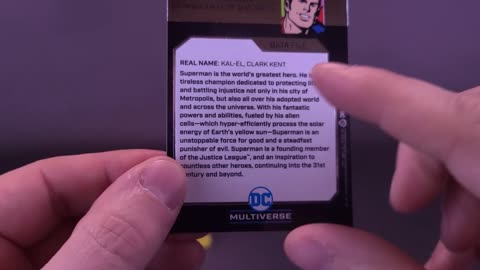 DATA FILE
REAL NAME: KAL-EL, CLARK KENT
Superman is the world's greatest hero. He is
tireless champion dedicated to protecting
and battling injustice not only in his city of
Metropolis, but also all over his adopted world
and across the universe. With his fantastic
powers and abilities, fueled by his alien
cells—which hyper-efficiently process the solar
energy of Earth's yellow sun—Superman is an
unstoppable force for good and a steadfast
punisher of evil. Superman is a founding member
of the Justice League™, and an inspiration to
countless other heroes, continuing into the 31st
century and beyond.
DC
MULTIVERSE